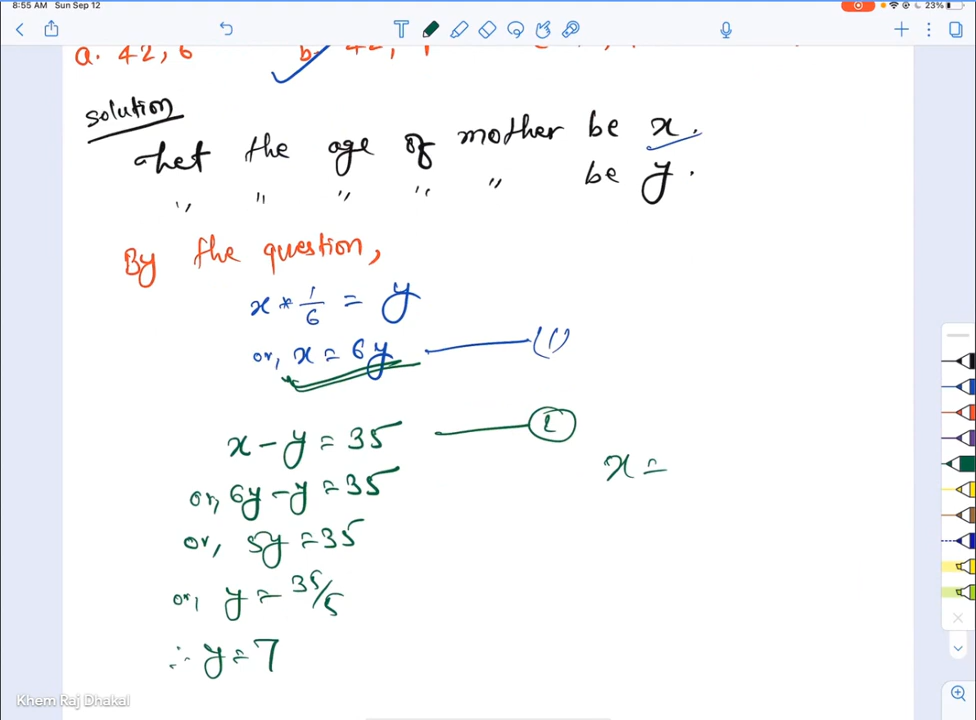 8:55 AM Sun Sep 12
23%
a. 42, 6 b.
solution
Let the age of mother be x.
" " " " " be y.
By the question,
x * 1/6 = y
or, x = 6y (1)
x - y = 35
or, 6y - y = 35
x =
or, 5y = 35
or, y = 35/5
∴ y = 7
Khem Raj Dhakal